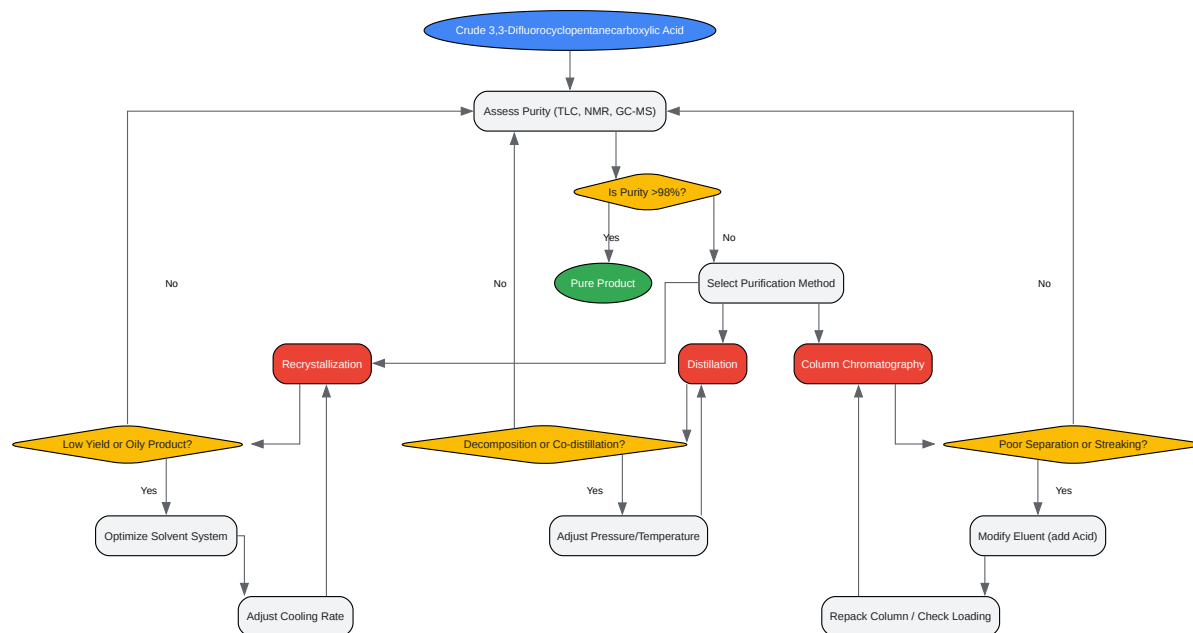 Crude 3,3-Difluorocyclopentanecarboxylic Acid
Assess Purity (TLC, NMR, GC-MS)
Is Purity >98%?
Yes
No
Pure Product
Select Purification Method
No
No
No
Recrystallization
Distillation
Column Chromatography
Low Yield or Oily Product?
Decomposition or Co-distillation?
Poor Separation or Streaking?
Yes
Yes
Yes
Optimize Solvent System
Adjust Pressure/Temperature
Modify Eluent (add Acid)
Adjust Cooling Rate
Repack Column / Check Loading